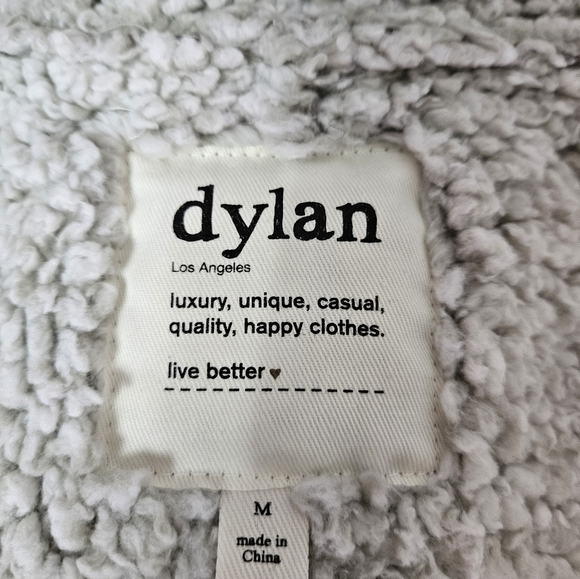 dylan
Los Angeles
luxury, unique, casual,
quality, happy clothes.
live better♥
M
made in
China